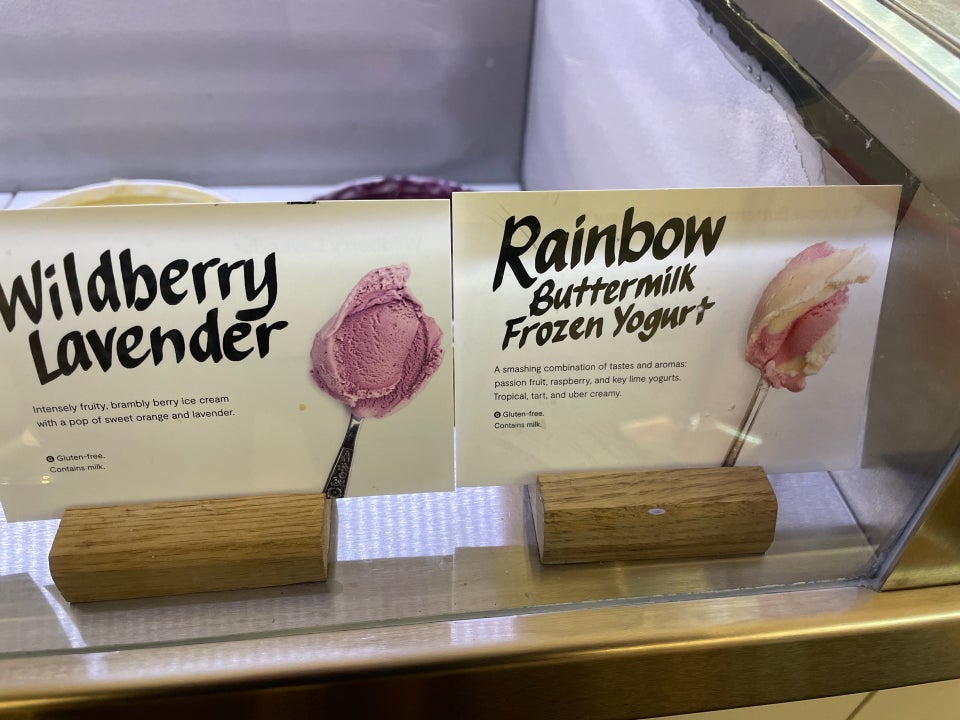 Wildberry
Lavender
Intensely fruity, brambly berry ice cream
with a pop of sweet orange and lavender.
G Gluten-free.
Contains milk.
Rainbow
Buttermilk
Frozen Yogurt
A smashing combination of tastes and aromas:
passion fruit, raspberry, and key lime yogurts.
Tropical, tart, and uber creamy.
G Gluten-free.
Contains milk.